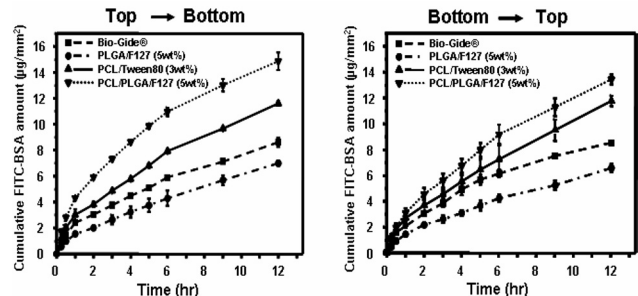 Top → Bottom
Cumulative FITC-BSA amount (µg/mm²)
16
14
12
10
8
6
4
2
0
Bio-Gide®
PLGA/F127 (5wt%)
PCL/Tween80 (3wt%)
PCL/PLGA/F127 (5wt%)
0 2 4 6 8 10 12
Time (hr)
Bottom → Top
Cumulative FITC-BSA amount (µg/mm²)
16
14
12
10
8
6
4
2
0
Bio-Gide®
PLGA/F127 (5wt%)
PCL/Tween80 (3wt%)
PCL/PLGA/F127 (5wt%)
0 2 4 6 8 10 12
Time (hr)